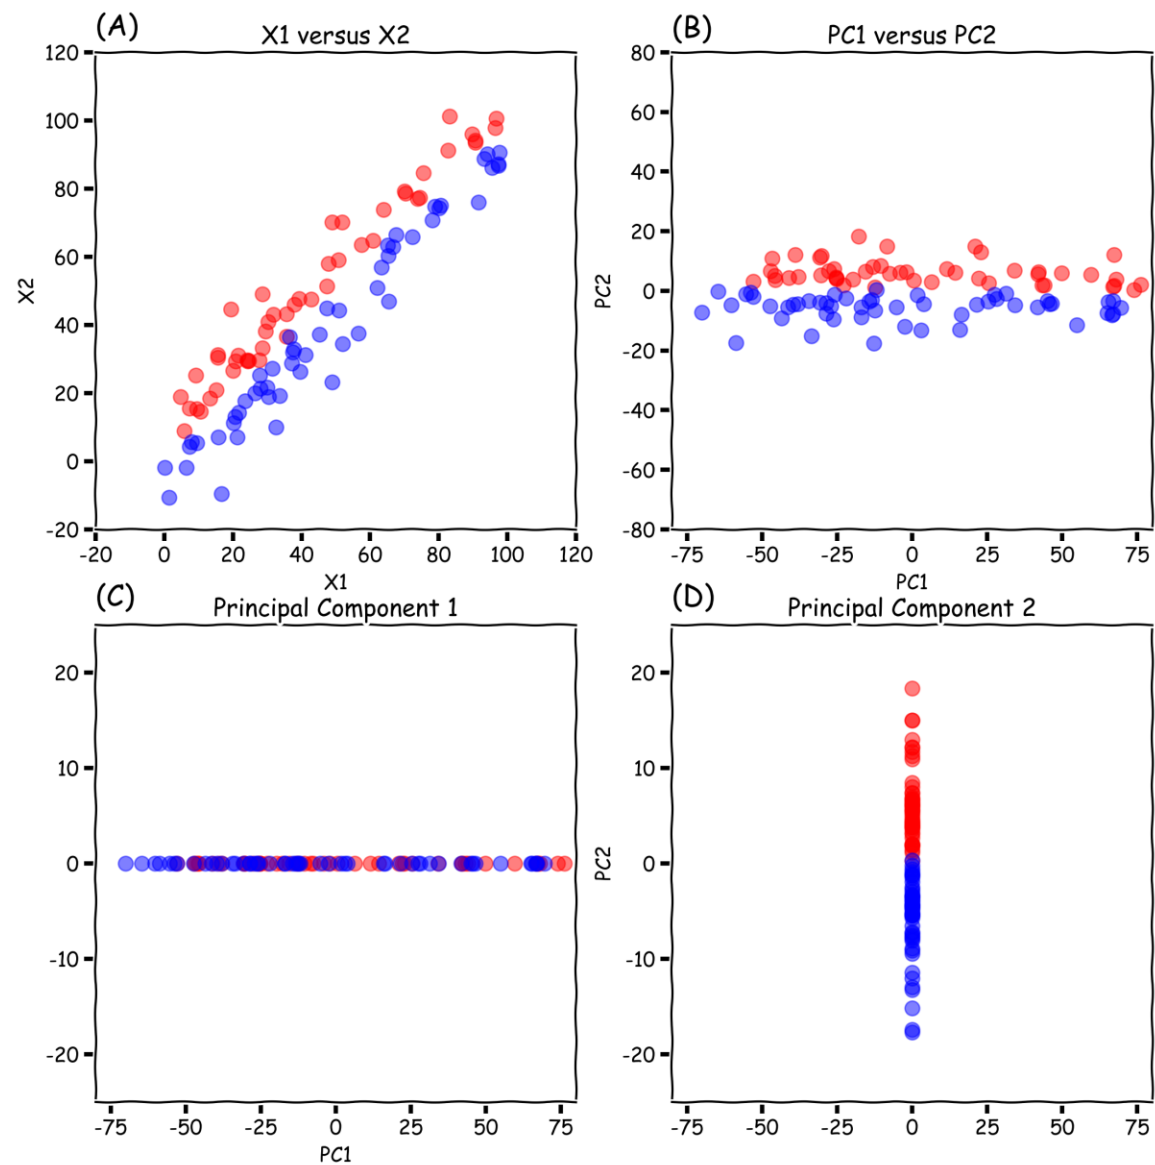 (A)
X1 versus X2
120
100
80
60
40
20
0
-20
X2
-20 0 20 40 60 80 100 120
X1
(B)
PC1 versus PC2
80
60
40
20
0
-20
-40
-60
-80
PC2
-75 -50 -25 0 25 50 75
PC1
(C)
Principal Component 1
20
10
0
-10
-20
-75 -50 -25 0 25 50 75
PC1
(D)
Principal Component 2
20
10
0
-10
-20
PC2
-75 -50 -25 0 25 50 75